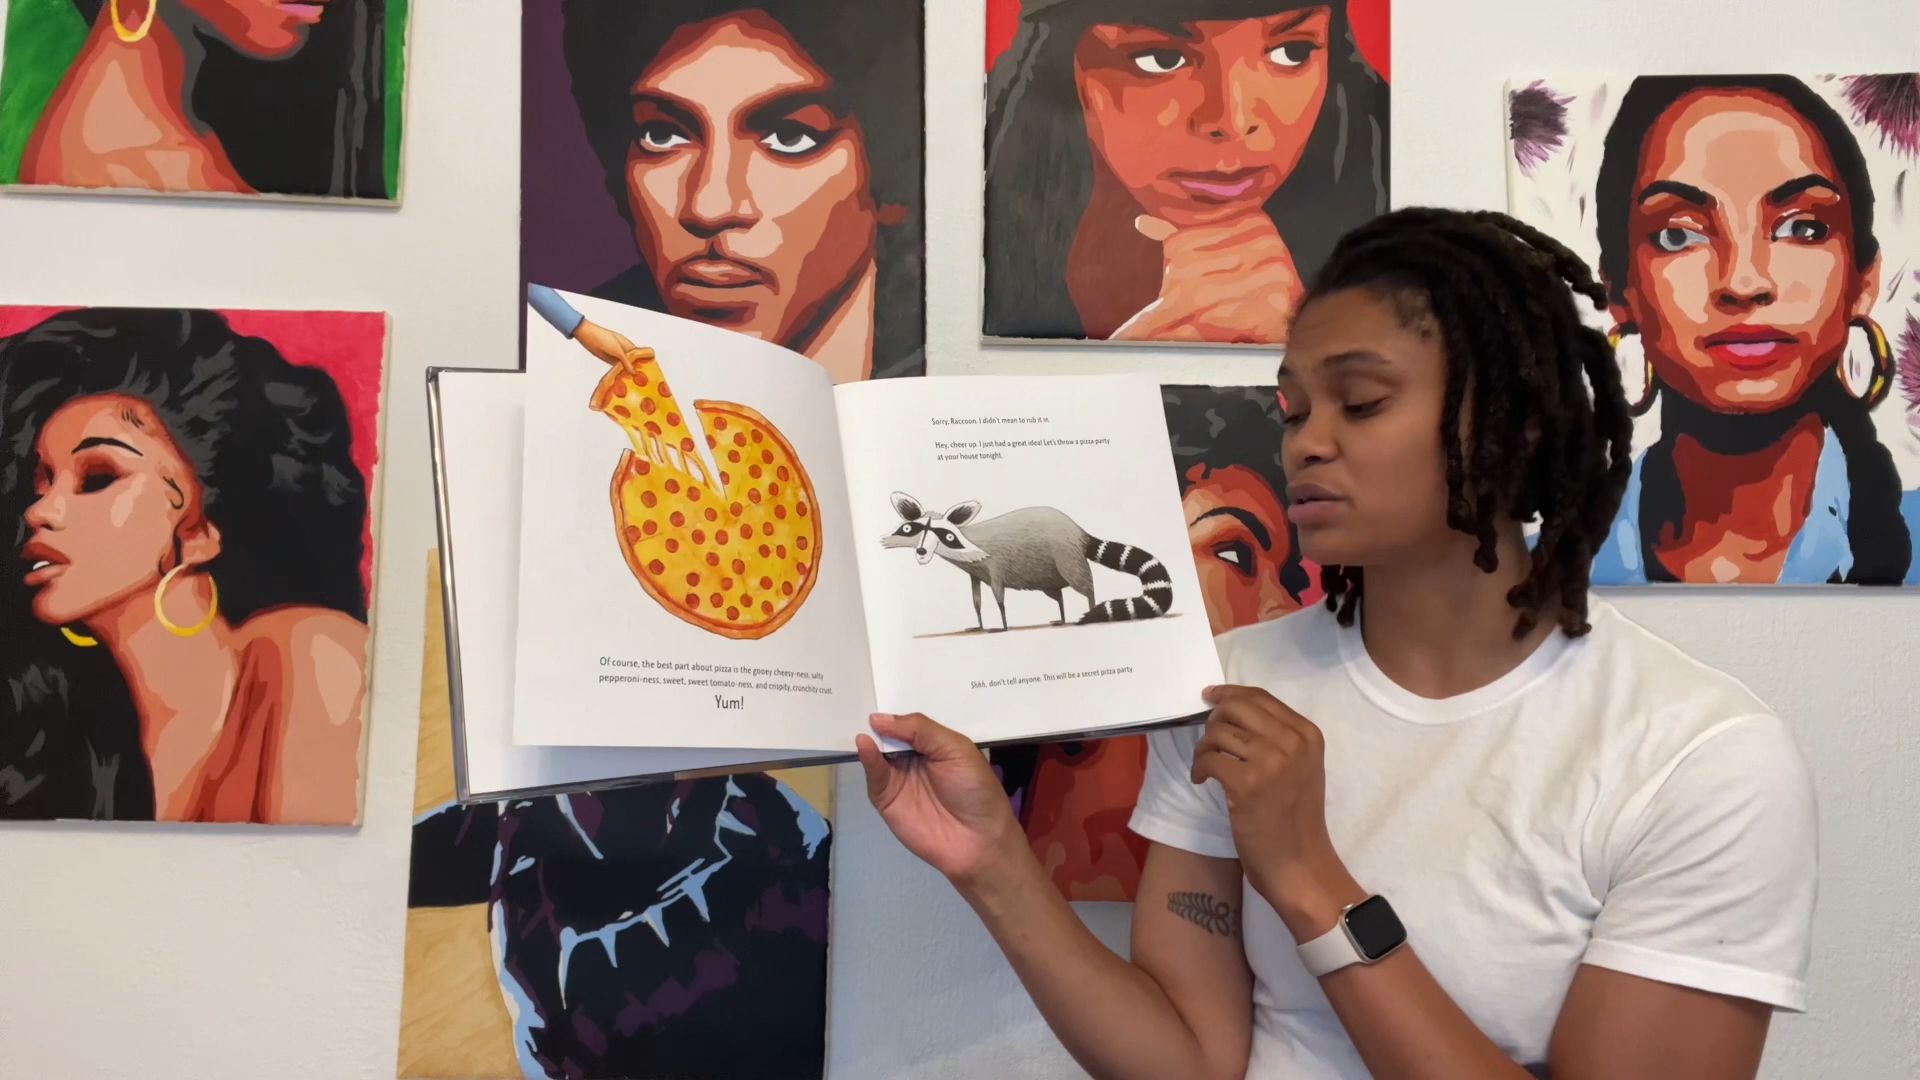 Of course, the best part about pizza is the gooey cheesy-ness, salty
pepperoni-ness, sweet, sweet tomato-ness, and crispity, crunchity crust.
Yum!
Sorry, Raccoon. I didn't mean to rub it in.
Hey, cheer up. I just had a great idea! Let's throw a pizza party
at your house tonight.
Shhh, don't tell anyone. This will be a secret pizza party